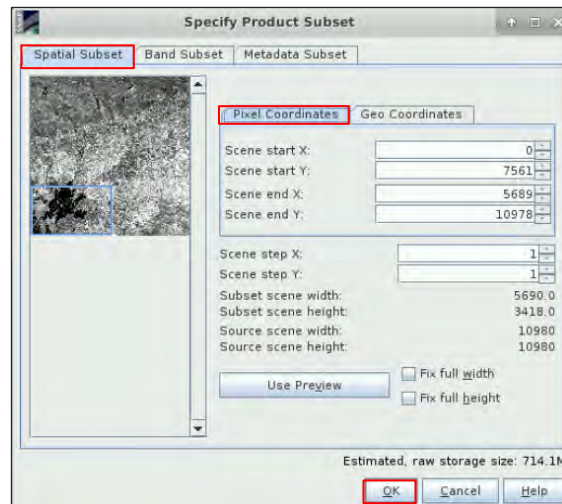 Specify Product Subset
Spatial Subset Band Subset Metadata Subset
Pixel Coordinates Geo Coordinates
Scene start X: 0
Scene start Y: 7561
Scene end X: 5689
Scene end Y: 10978
Scene step X: 1
Scene step Y: 1
Subset scene width: 5690.0
Subset scene height: 3418.0
Source scene width: 10980
Source scene height: 10980
Use Preview
Fix full width
Fix full height
Estimated, raw storage size: 714.1M
OK Cancel Help